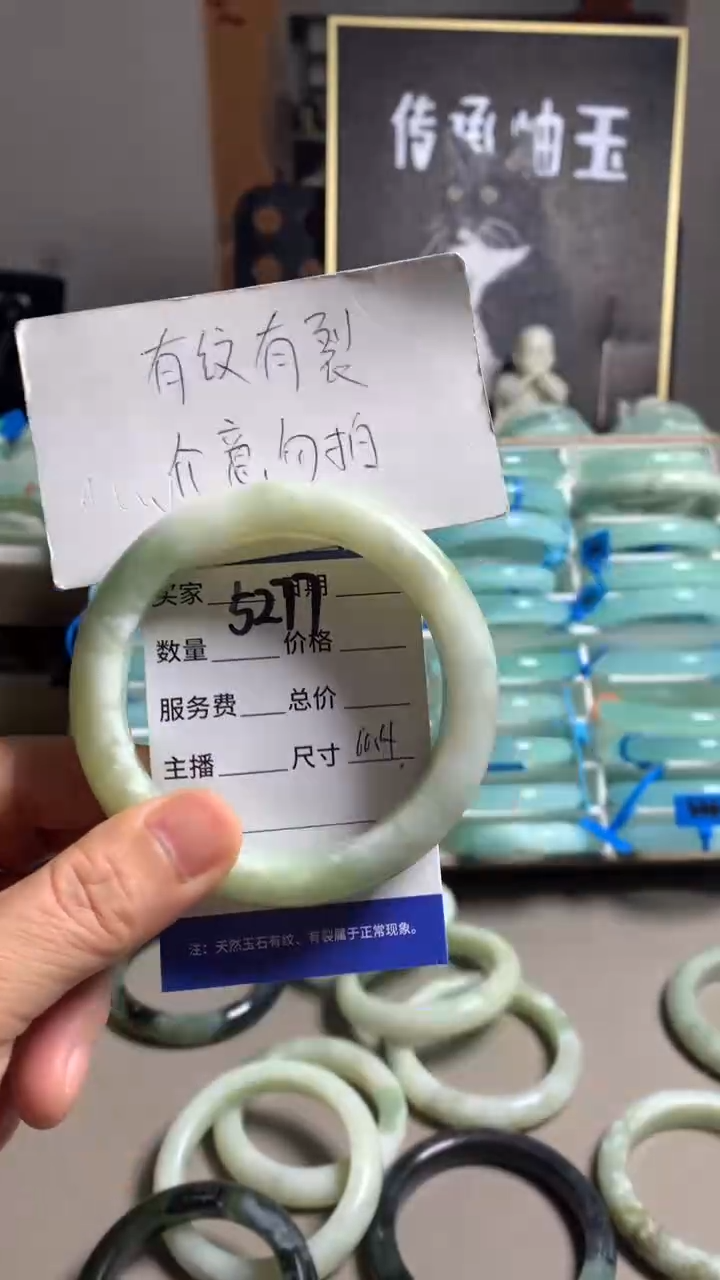 传承岫玉
有纹有裂
介意勿拍
买家 日期
5277
数量 价格
服务费 总价
主播 尺寸
注：天然玉石有纹、有裂属于正常现象。